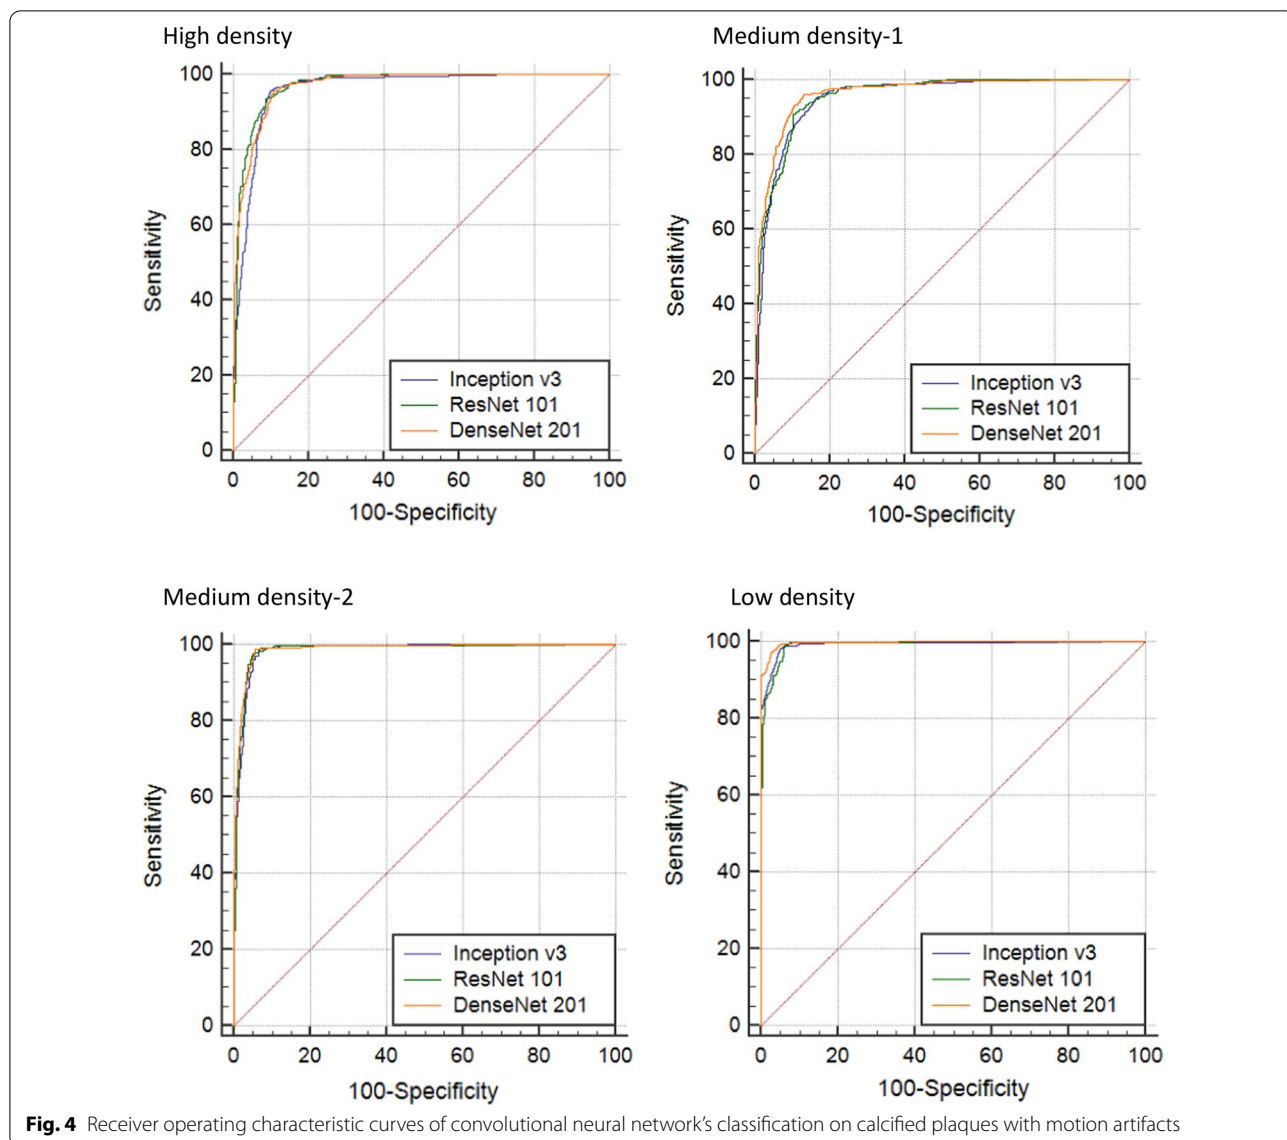 High density
100
80
60
40
20
0
Sensitivity
Inception v3
ResNet 101
DenseNet 201
0 20 40 60 80 100
100-Specificity
Medium density-1
100
80
60
40
20
0
Sensitivity
Inception v3
ResNet 101
DenseNet 201
0 20 40 60 80 100
100-Specificity
Medium density-2
100
80
60
40
20
0
Sensitivity
Inception v3
ResNet 101
DenseNet 201
0 20 40 60 80 100
100-Specificity
Low density
100
80
60
40
20
0
Sensitivity
Inception v3
ResNet 101
DenseNet 201
0 20 40 60 80 100
100-Specificity
Fig. 4 Receiver operating characteristic curves of convolutional neural network's classification on calcified plaques with motion artifacts